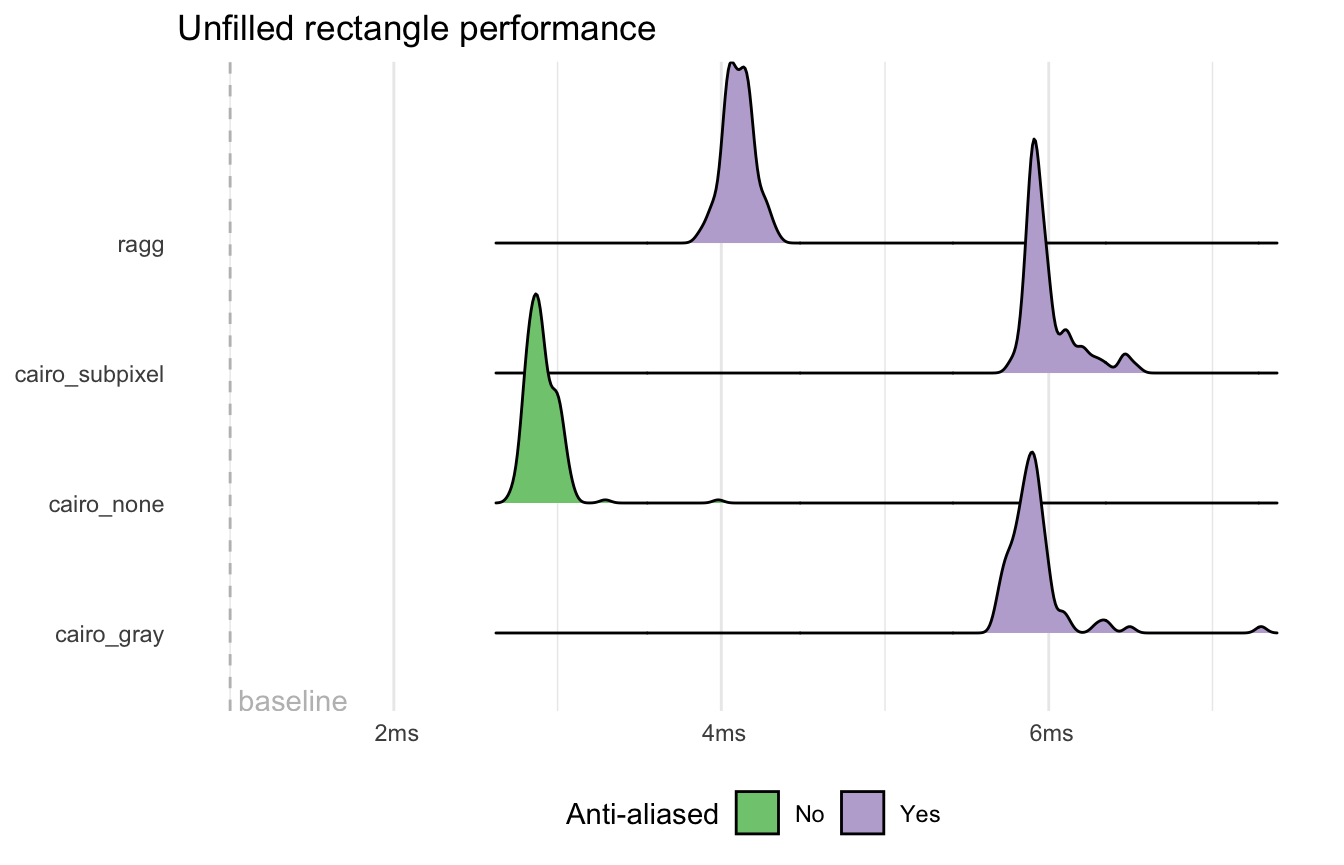 Unfilled rectangle performance
ragg
cairo_subpixel
cairo_none
cairo_gray
baseline
2ms 4ms 6ms
Anti-aliased No Yes